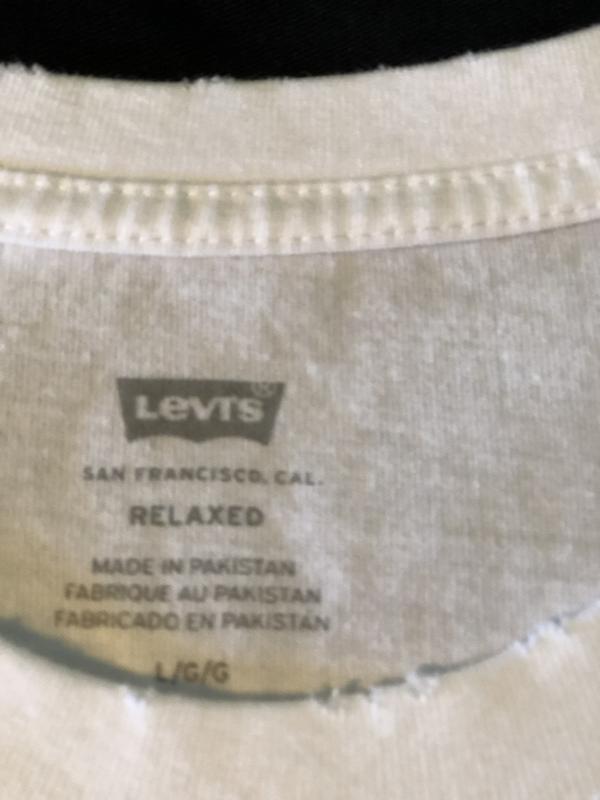 Levi's®
SAN FRANCISCO, CAL.
RELAXED
MADE IN PAKISTAN
FABRIQUE AU PAKISTAN
FABRICADO EN PAKISTÁN
L/G/G